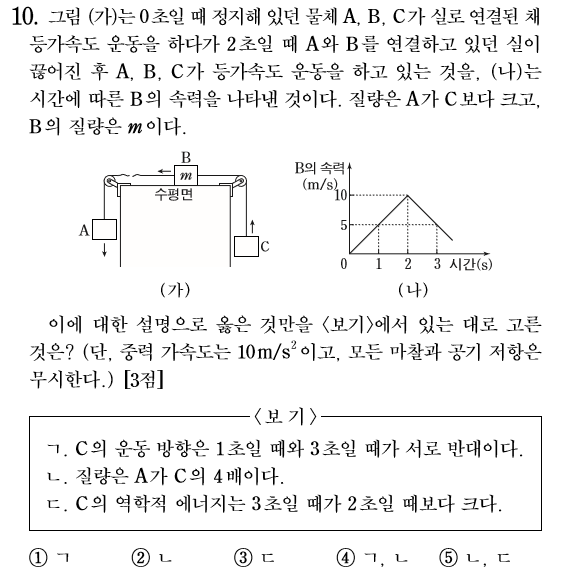 10. 그림 (가)는 0초일 때 정지해 있던 물체 A, B, C가 실로 연결된 채
등가속도 운동을 하다가 2초일 때 A와 B를 연결하고 있던 실이
끊어진 후 A, B, C가 등가속도 운동을 하고 있는 것을, (나)는
시간에 따른 B의 속력을 나타낸 것이다. 질량은 A가 C보다 크고,
B의 질량은 m이다.
B
m
수평면
A
C
(가)
B의 속력
(m/s)
10
5
0 1 2 3 시간(s)
(나)
이에 대한 설명으로 옳은 것만을 <보기>에서 있는 대로 고른
것은? (단, 중력 가속도는 10m/s²이고, 모든 마찰과 공기 저항은
무시한다.) [3점]
<보 기>
ㄱ. C의 운동 방향은 1초일 때와 3초일 때가 서로 반대이다.
ㄴ. 질량은 A가 C의 4배이다.
ㄷ. C의 역학적 에너지는 3초일 때가 2초일 때보다 크다.
① ㄱ ② ㄴ ③ ㄷ ④ ㄱ, ㄴ ⑤ ㄴ, ㄷ